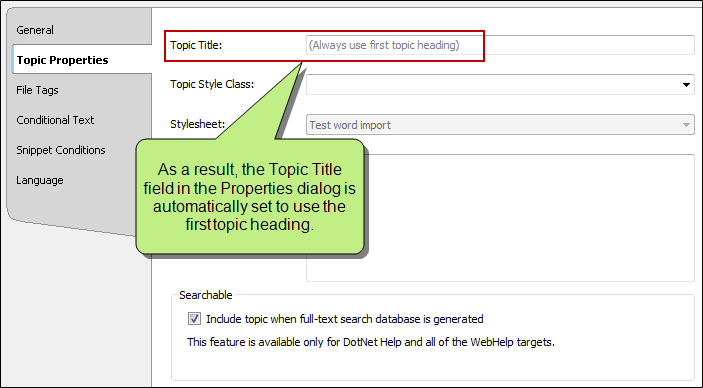 General
Topic Properties
File Tags
Conditional Text
Snippet Conditions
Language
Topic Title:
(Always use first topic heading)
Topic Style Class:
Stylesheet:
Test word import
As a result, the Topic Title
field in the Properties dialog is
automatically set to use the
first topic heading.
Searchable
Include topic when full-text search database is generated
This feature is available only for DotNet Help and all of the WebHelp targets.